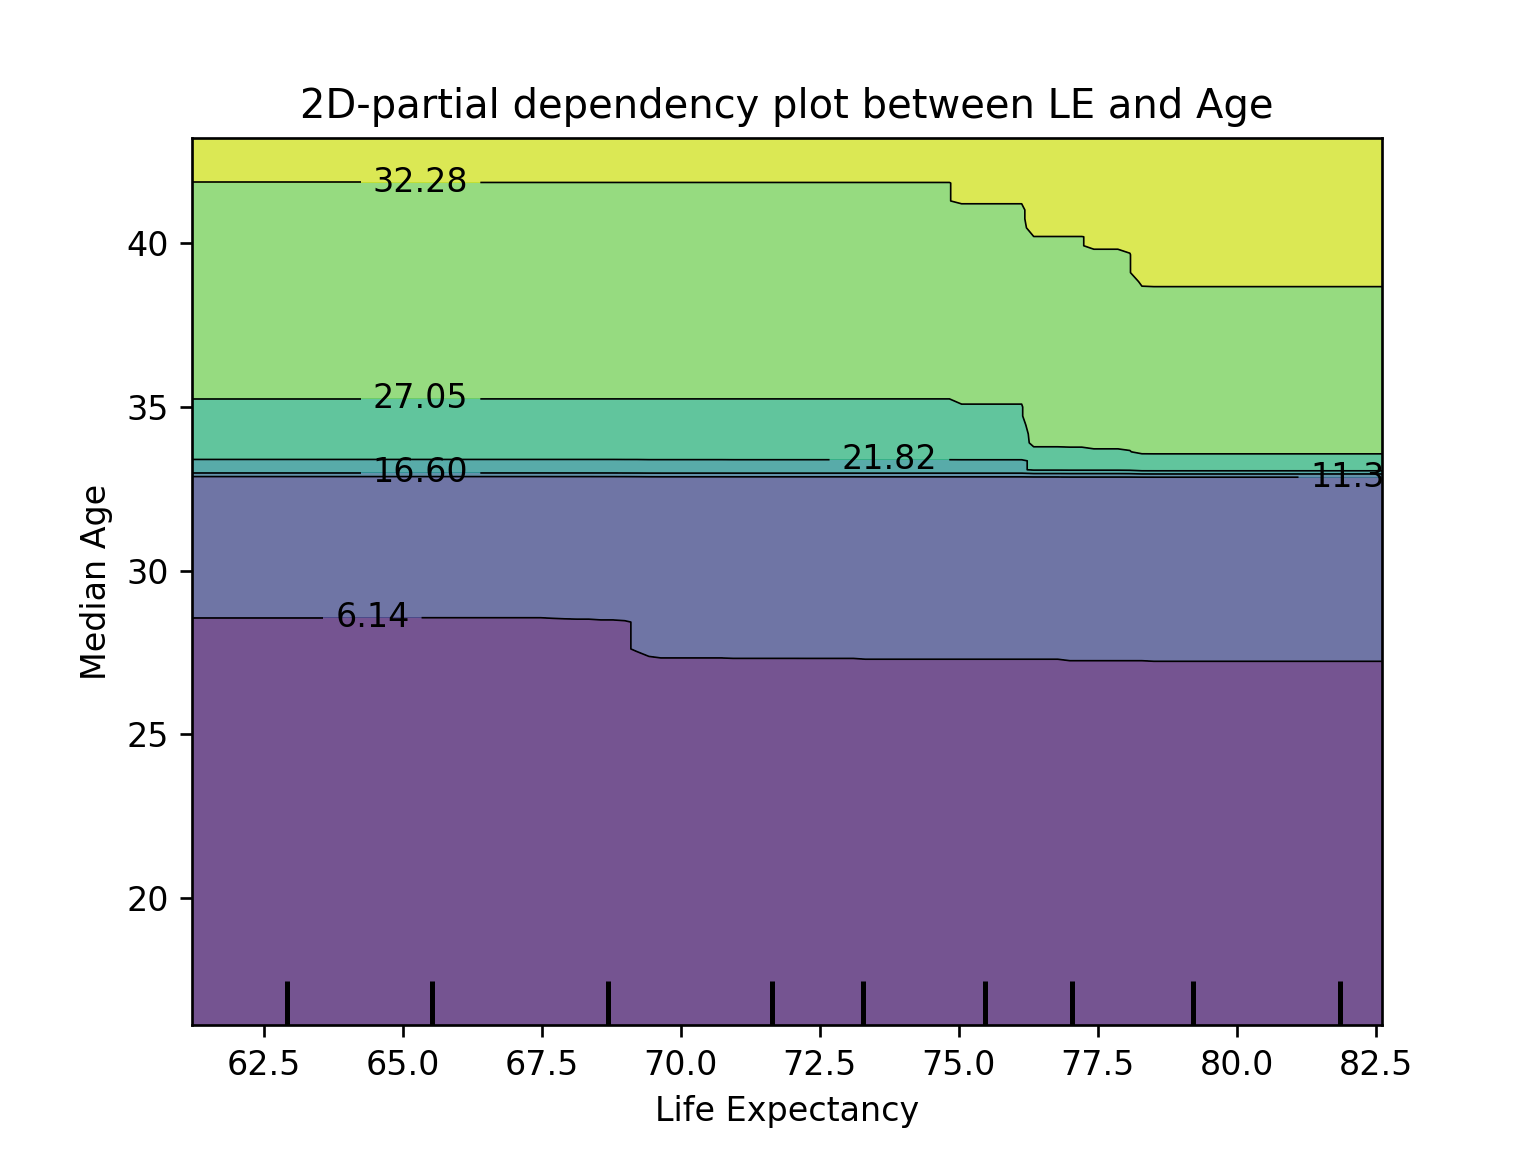 2D-partial dependency plot between LE and Age
32.28
40
27.05
35
21.82
16.60
11.3
30
6.14
Median Age
25
20
62.5 65.0 67.5 70.0 72.5 75.0 77.5 80.0 82.5
Life Expectancy